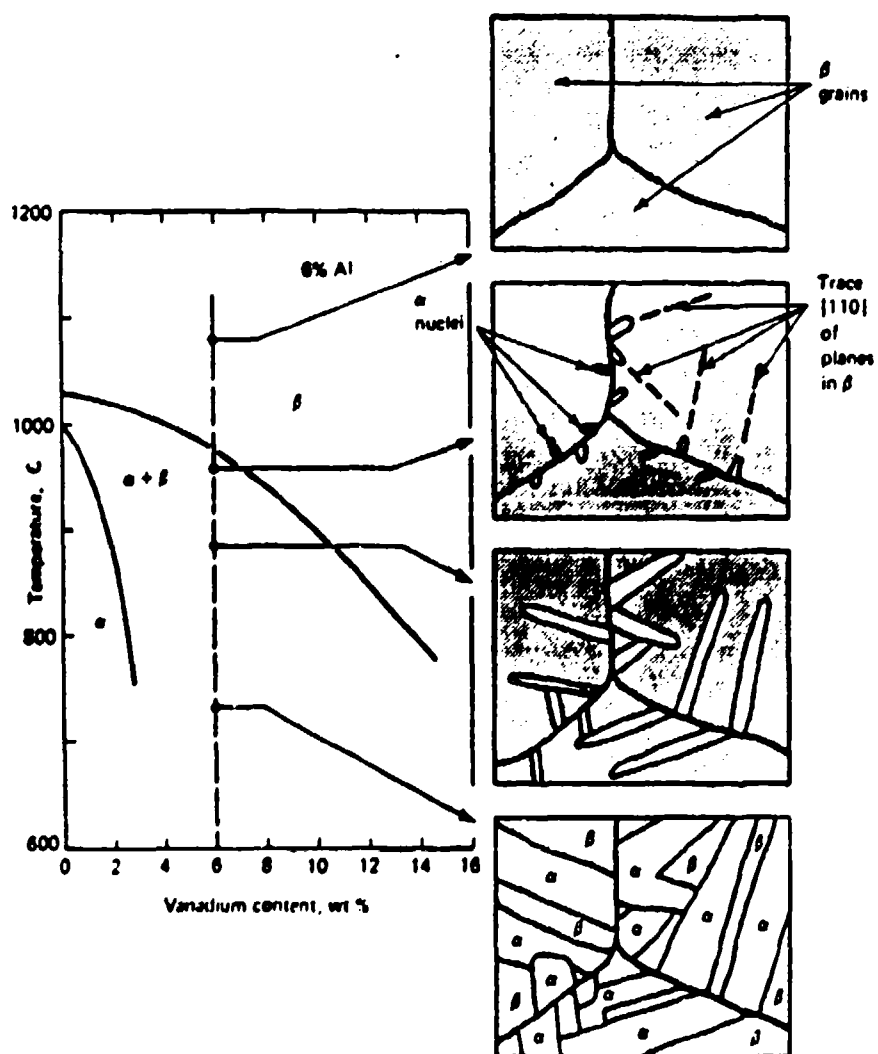 β
grains
1200
6% Al
α
nuclei
Trace
{110}
of
planes
in β
β
1000
α + β
Temperature, C
α
800
600
0 2 4 6 8 10 12 14 16
Vanadium content, wt %
β
β
α
β
α
α
α
β
β
α
α
α
β
α
α
α
β
β